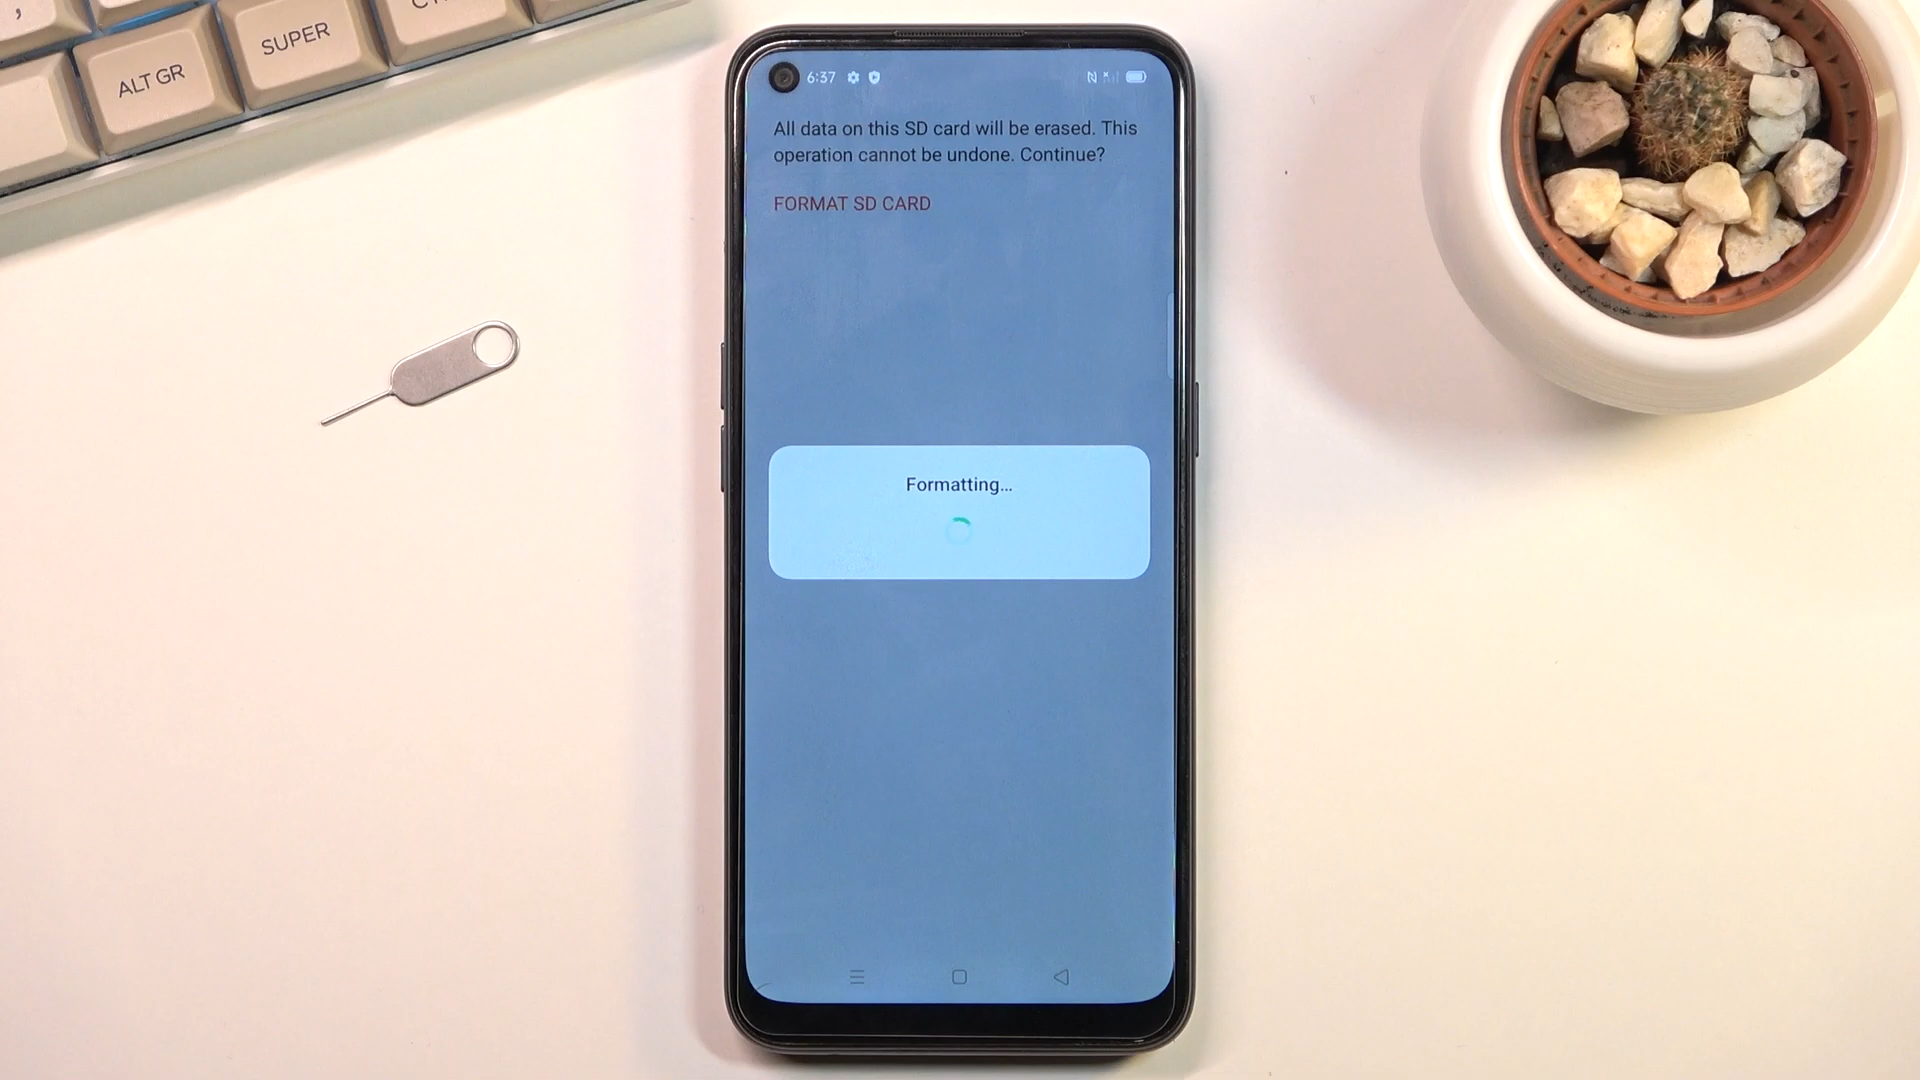 ,
ALT GR
SUPER
6:37
All data on this SD card will be erased. This
operation cannot be undone. Continue?
FORMAT SD CARD
Formatting...